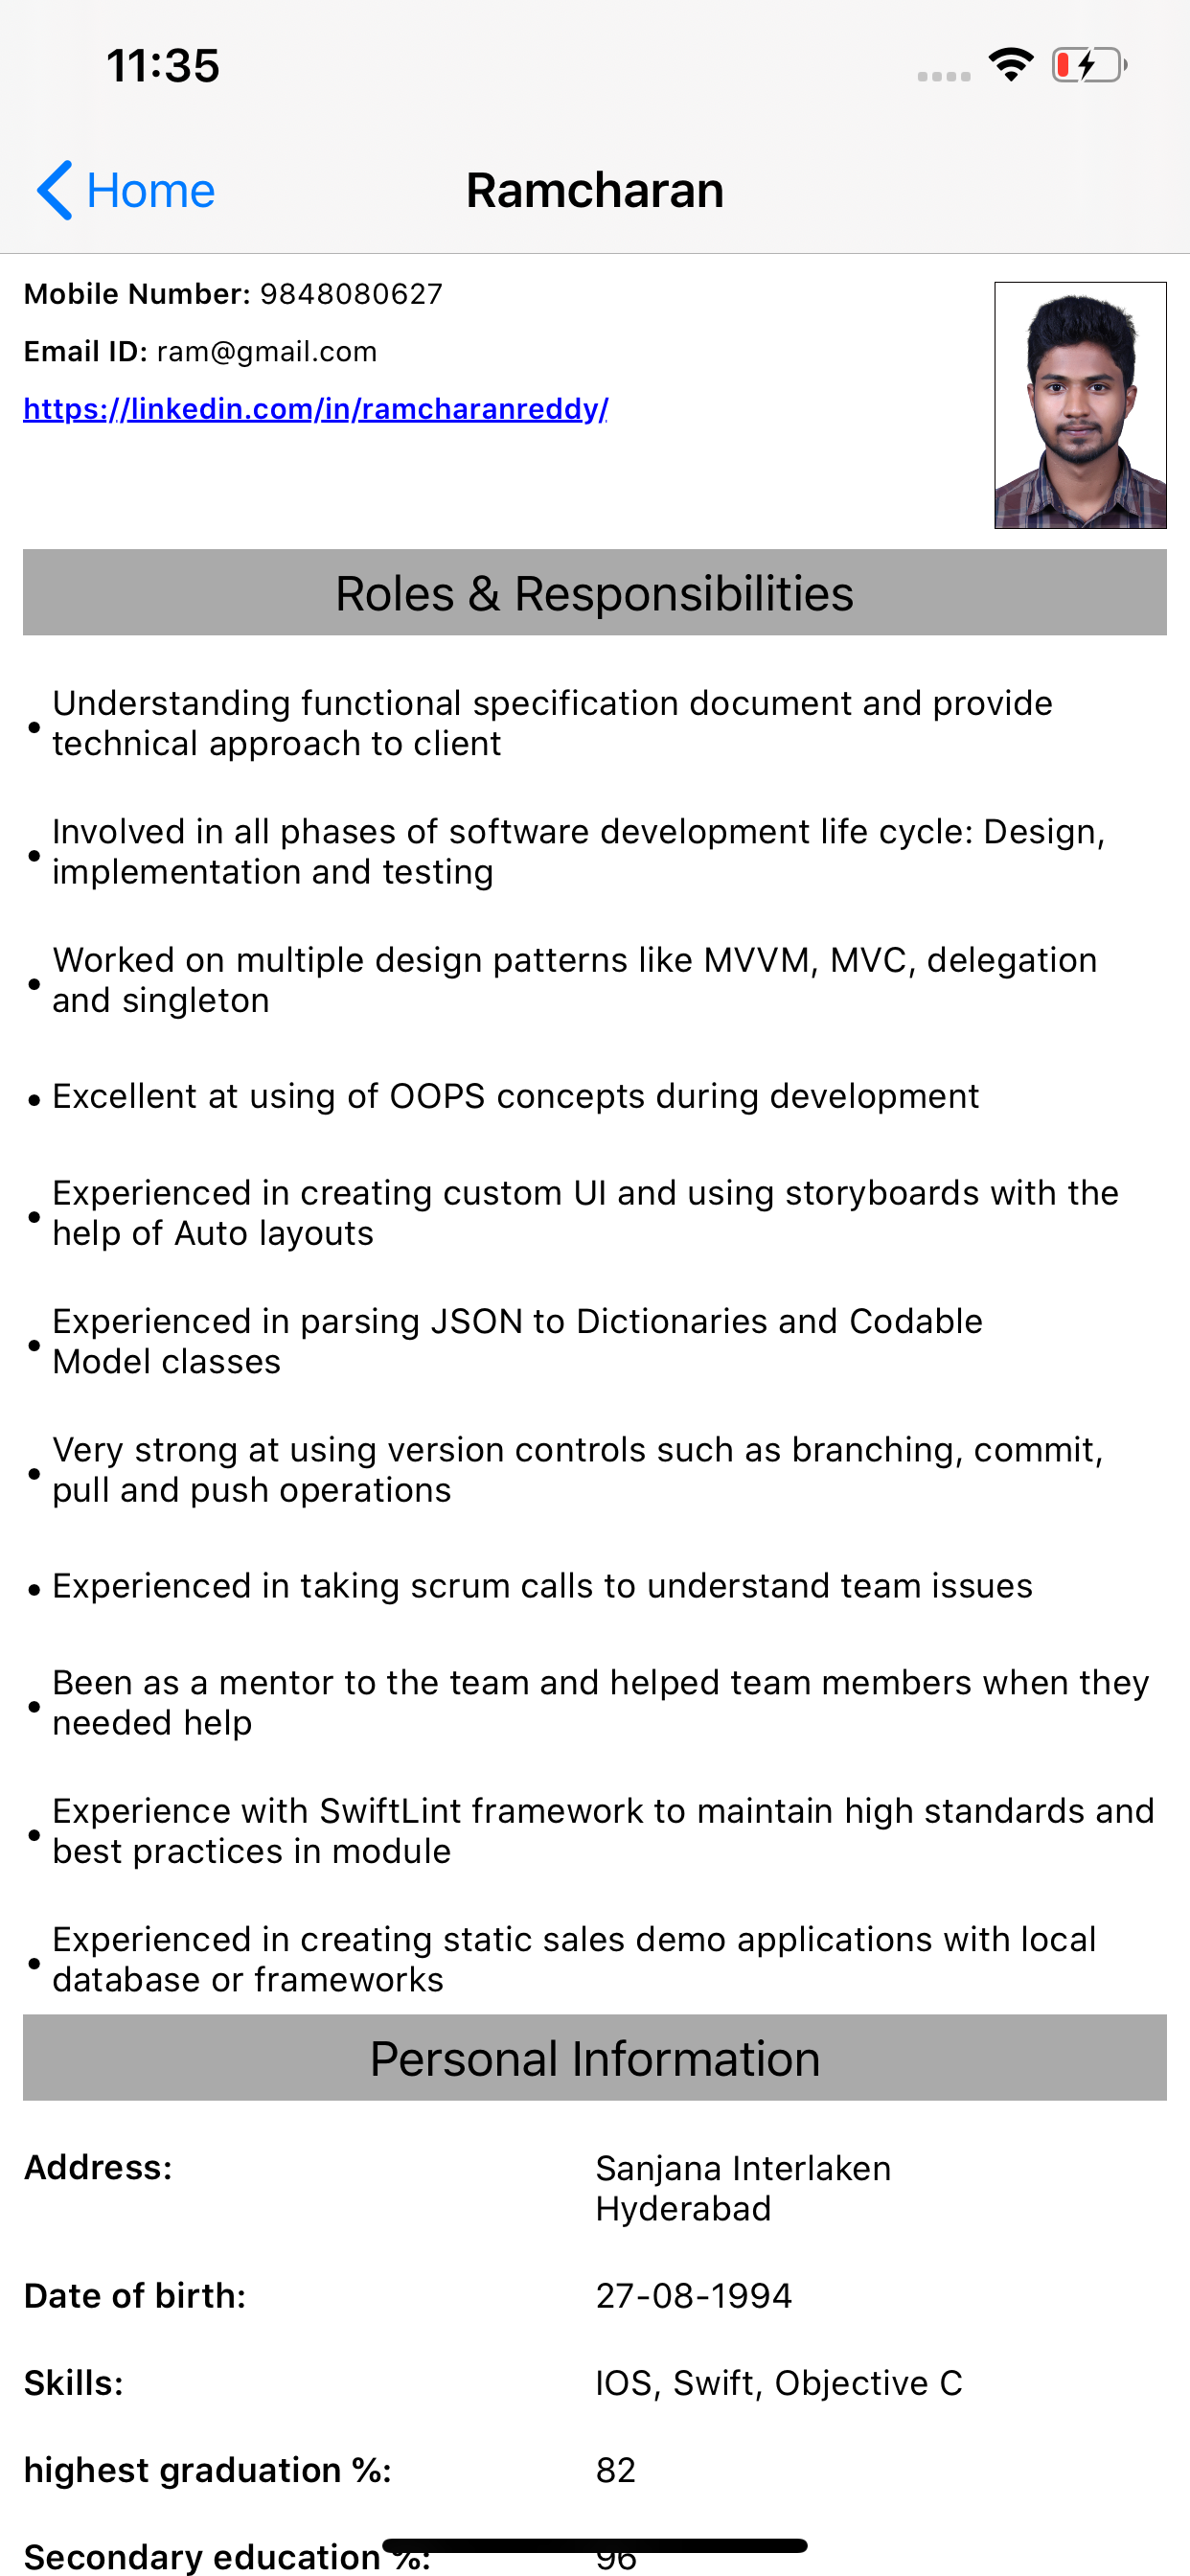 11:35
Home
Ramcharan
Mobile Number: 9848080627
Email ID: ram@gmail.com
https://linkedin.com/in/ramcharanreddy/
Roles & Responsibilities
• Understanding functional specification document and provide
technical approach to client
• Involved in all phases of software development life cycle: Design,
implementation and testing
• Worked on multiple design patterns like MVVM, MVC, delegation
and singleton
• Excellent at using of OOPS concepts during development
• Experienced in creating custom UI and using storyboards with the
help of Auto layouts
• Experienced in parsing JSON to Dictionaries and Codable
Model classes
• Very strong at using version controls such as branching, commit,
pull and push operations
• Experienced in taking scrum calls to understand team issues
• Been as a mentor to the team and helped team members when they
needed help
• Experience with SwiftLint framework to maintain high standards and
best practices in module
• Experienced in creating static sales demo applications with local
database or frameworks
Personal Information
Address: Sanjana Interlaken
Hyderabad
Date of birth: 27-08-1994
Skills: IOS, Swift, Objective C
highest graduation %: 82
Secondary education %: 96